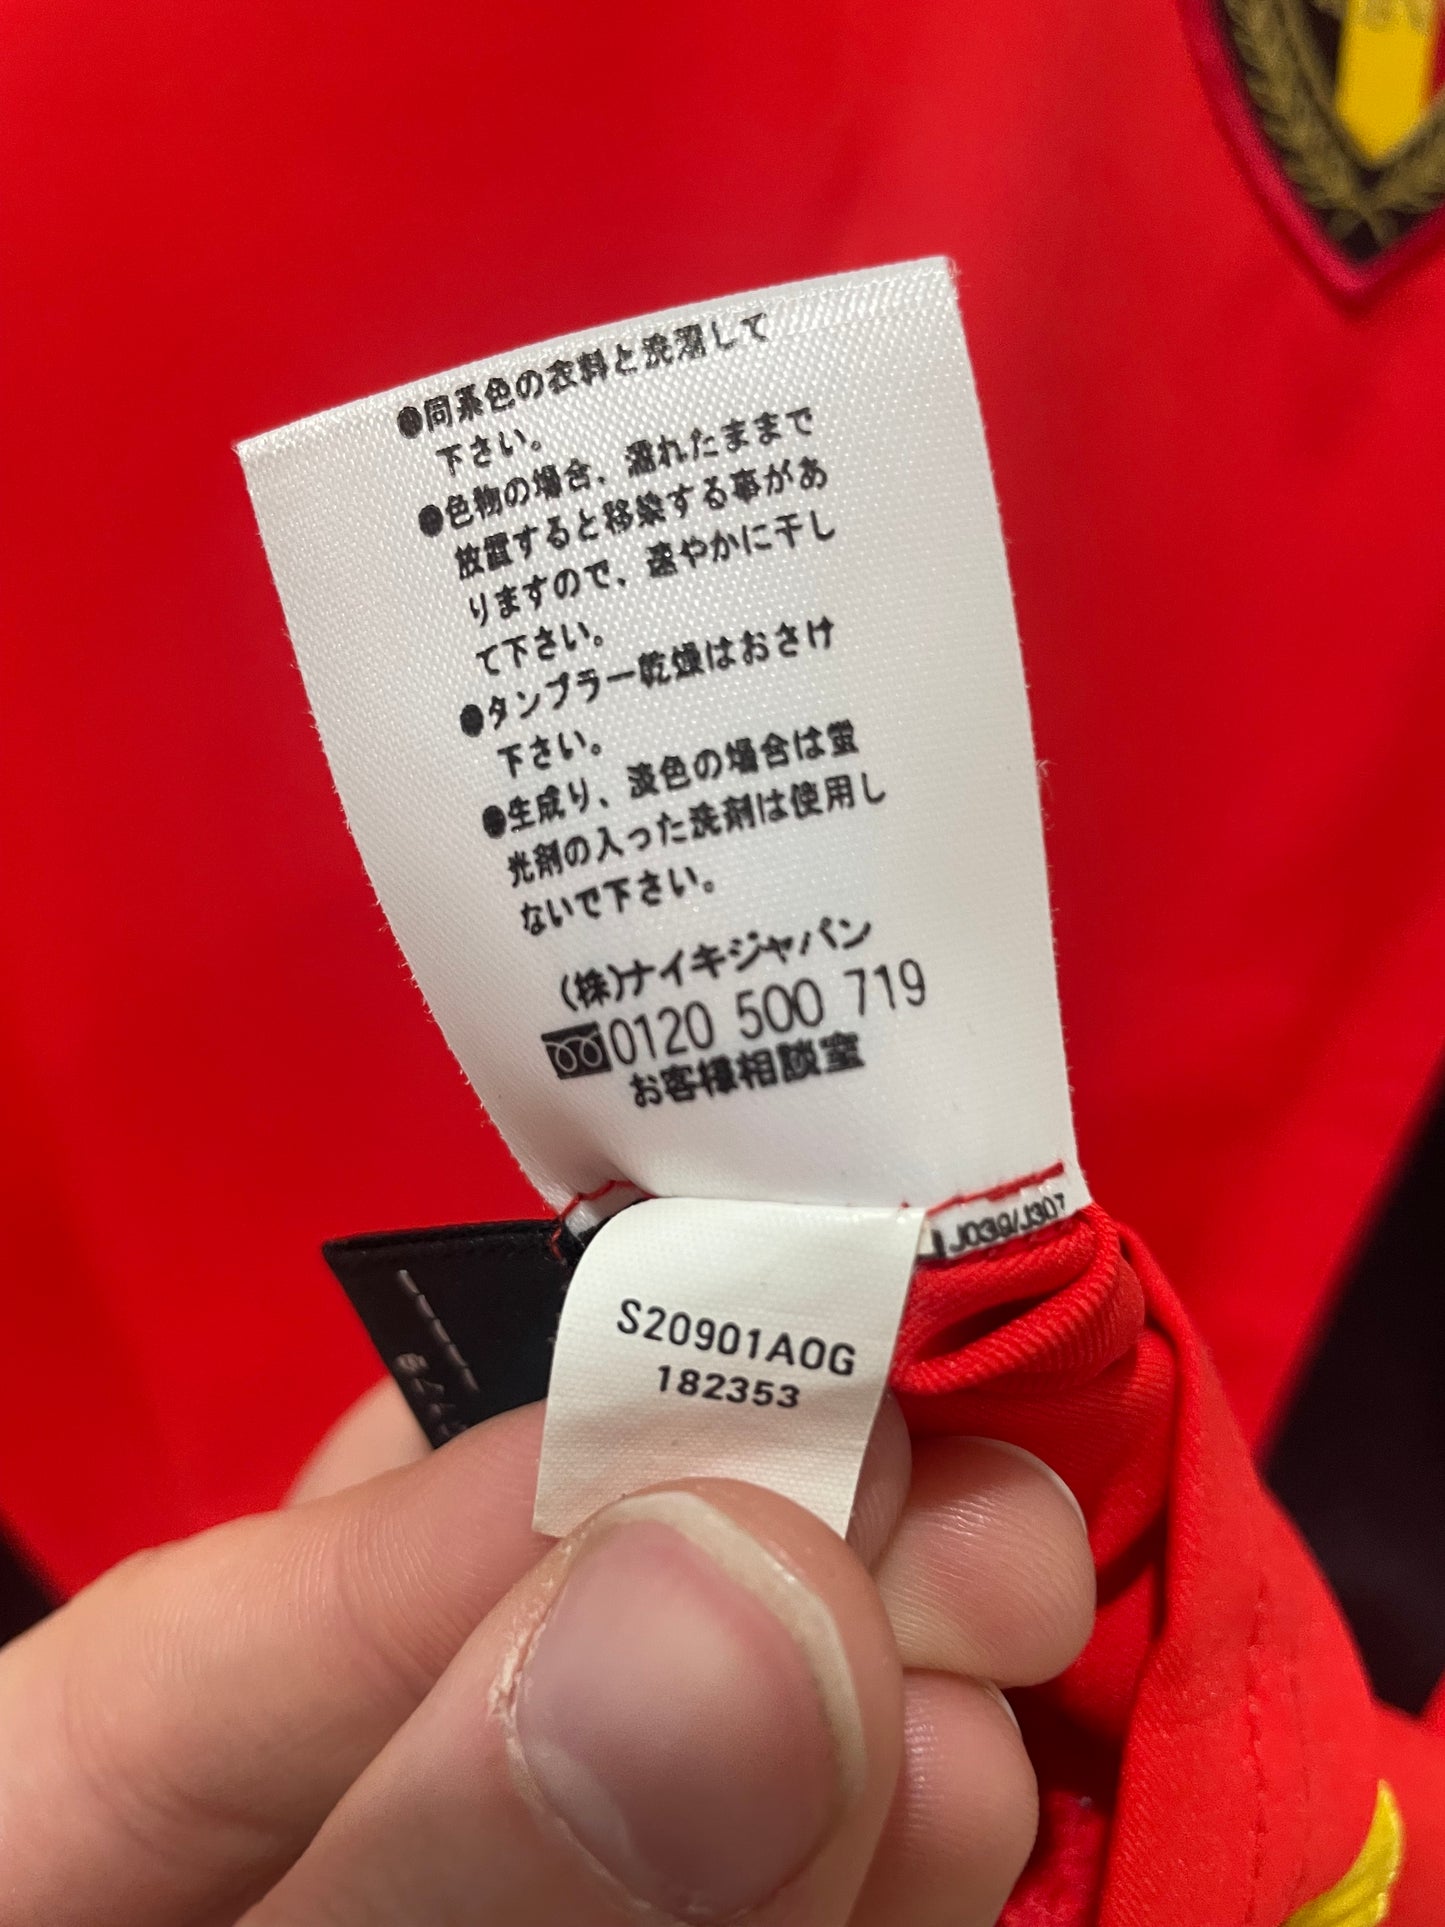 ●同系色の衣料と洗濯して
下さい。
●色物の場合、濡れたままで
放置すると移染する事があ
りますので、速やかに干し
て下さい。
●タンブラー乾燥はおさけ
下さい。
●生成り、淡色の場合は蛍
光剤の入った洗剤は使用し
ないで下さい。
(株)ナイキジャパン
0120 500 719
お客様相談室
J039/J307
S20901AOG
182353